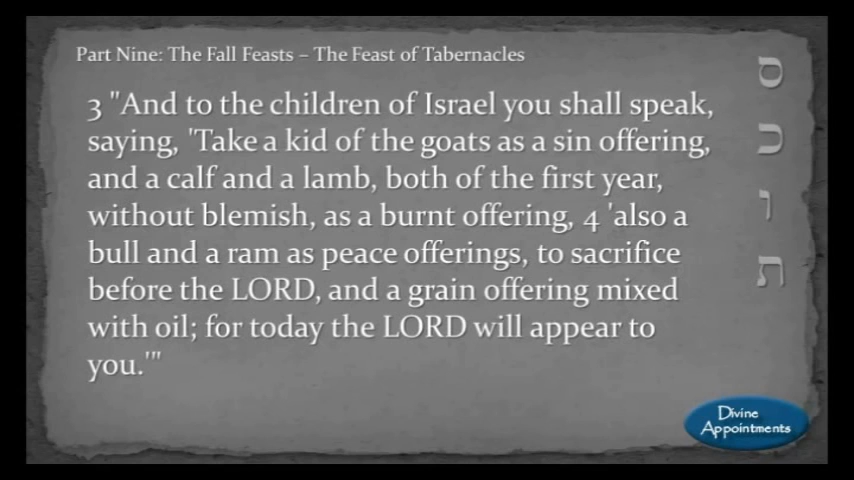 Part Nine: The Fall Feasts – The Feast of Tabernacles
3 "And to the children of Israel you shall speak,
saying, 'Take a kid of the goats as a sin offering,
and a calf and a lamb, both of the first year,
without blemish, as a burnt offering, 4 'also a
bull and a ram as peace offerings, to sacrifice
before the LORD, and a grain offering mixed
with oil; for today the LORD will appear to
you.'"
ס
כ
י
ת
Divine
Appointments